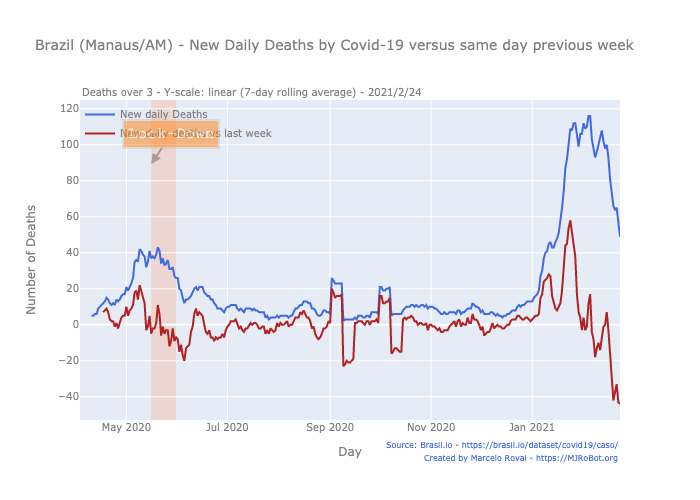 Brazil (Manaus/AM) - New Daily Deaths by Covid-19 versus same day previous week
Deaths over 3 - Y-scale: linear (7-day rolling average) - 2021/2/24
New daily Deaths
vs last week
120
100
80
60
40
20
0
−20
−40
Number of Deaths
May 2020
Jul 2020
Sep 2020
Nov 2020
Jan 2021
Day
Source: Brasil.io - https://brasil.io/dataset/covid19/caso/
Created by Marcelo Rovai - https://MJRoBot.org